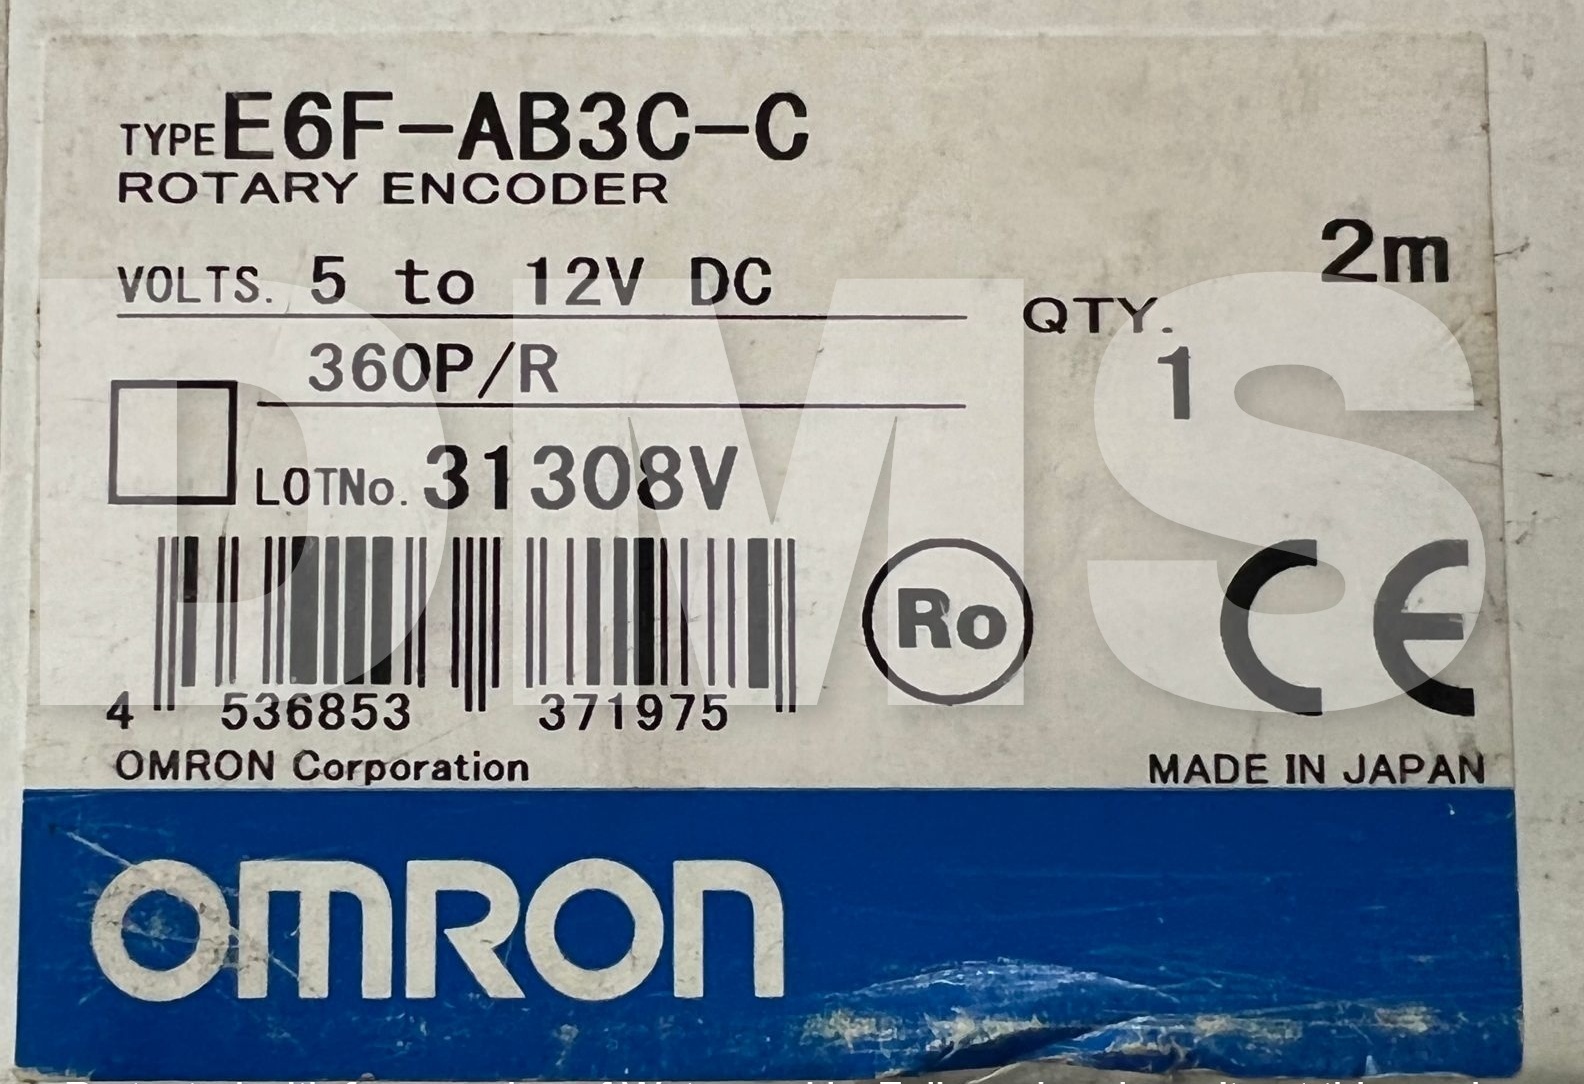 TYPE E6F-AB3C-C
ROTARY ENCODER
2m
VOLTS. 5 to 12V DC
QTY.
1
360P/R
LOTNo. 31308V
Ro
CE
4 536853 371975
OMRON Corporation
MADE IN JAPAN
OMRON
DMS